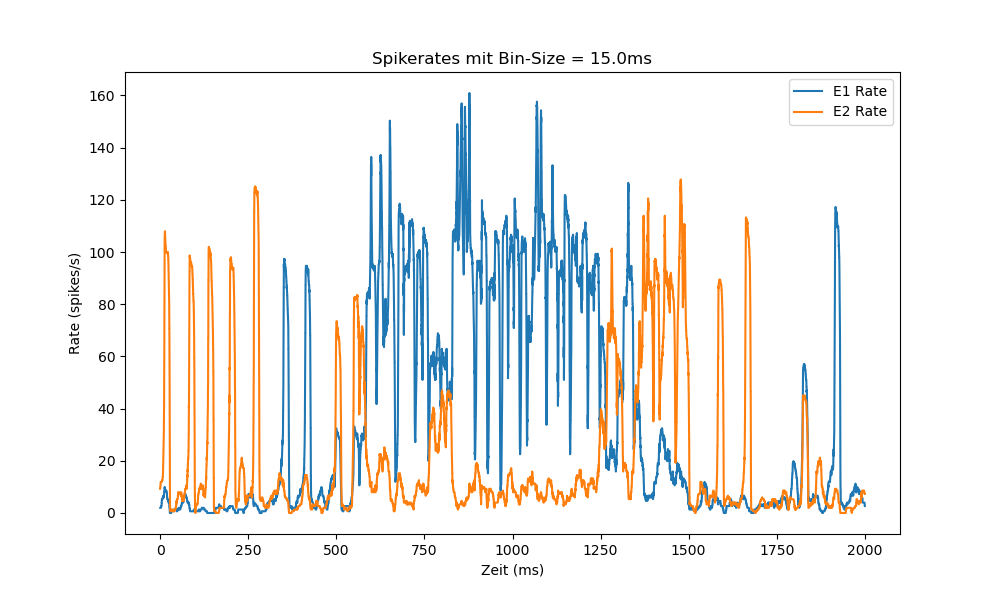 Spikerates mit Bin-Size = 15.0ms
E1 Rate
E2 Rate
160
140
120
100
80
60
40
20
0
Rate (spikes/s)
0 250 500 750 1000 1250 1500 1750 2000
Zeit (ms)